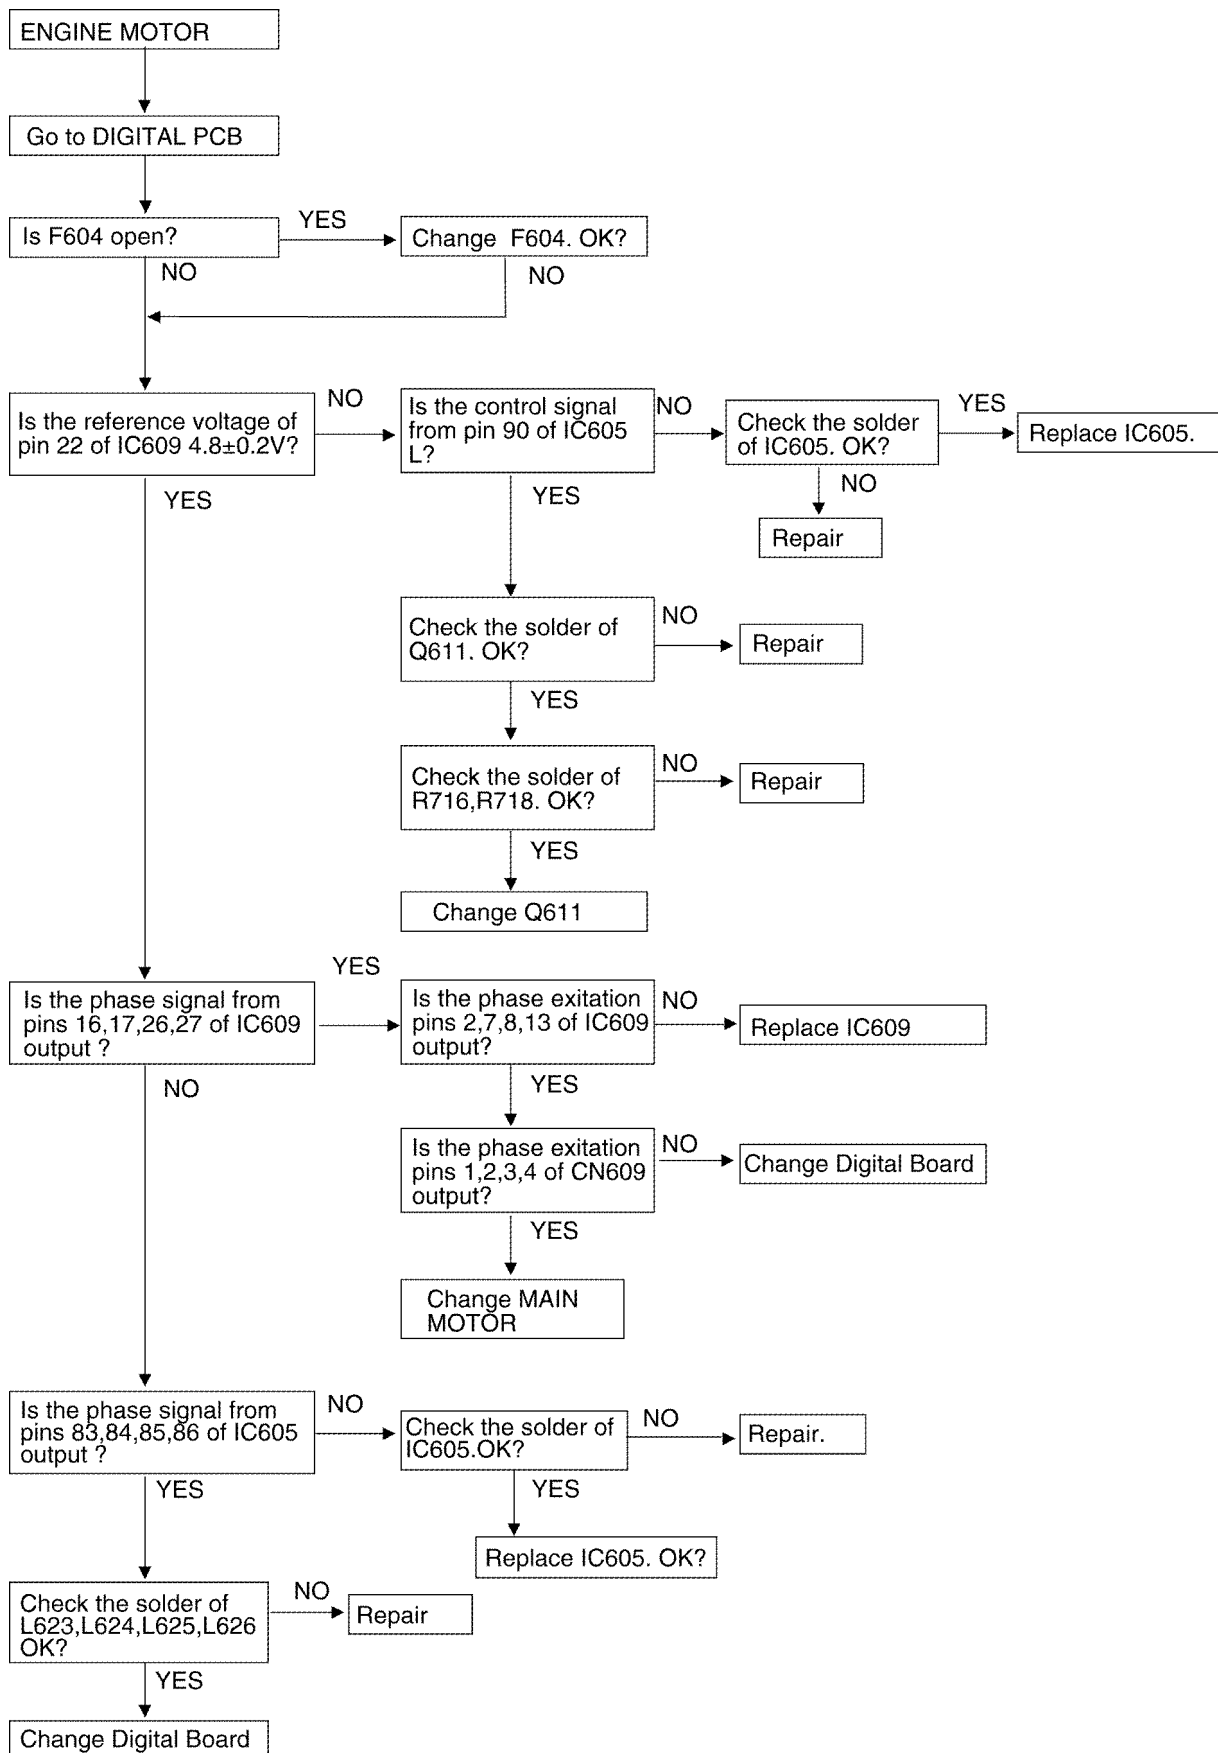 ENGINE MOTOR
Go to DIGITAL PCB
Is F604 open?
YES
Change F604. OK?
NO
NO
Is the reference voltage of
pin 22 of IC609 4.8±0.2V?
NO
Is the control signal
from pin 90 of IC605
L?
NO
Check the solder
of IC605. OK?
YES
Replace IC605.
YES
YES
NO
Repair
Check the solder of
Q611. OK?
NO
Repair
YES
Check the solder of
R716,R718. OK?
NO
Repair
YES
Change Q611
Is the phase signal from
pins 16,17,26,27 of IC609
output ?
YES
Is the phase exitation
pins 2,7,8,13 of IC609
output?
NO
Replace IC609
NO
YES
Is the phase exitation
pins 1,2,3,4 of CN609
output?
NO
Change Digital Board
YES
Change MAIN
MOTOR
Is the phase signal from
pins 83,84,85,86 of IC605
output ?
NO
Check the solder of
IC605.OK?
NO
Repair.
YES
YES
Replace IC605. OK?
Check the solder of
L623,L624,L625,L626
OK?
NO
Repair
YES
Change Digital Board